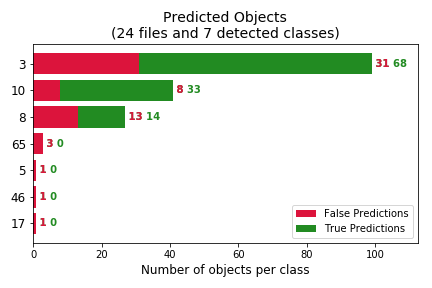 Predicted Objects
(24 files and 7 detected classes)
3 31 68
10 8 33
8 13 14
65 3 0
5 1 0
46 1 0
17 1 0
False Predictions
True Predictions
0 20 40 60 80 100
Number of objects per class